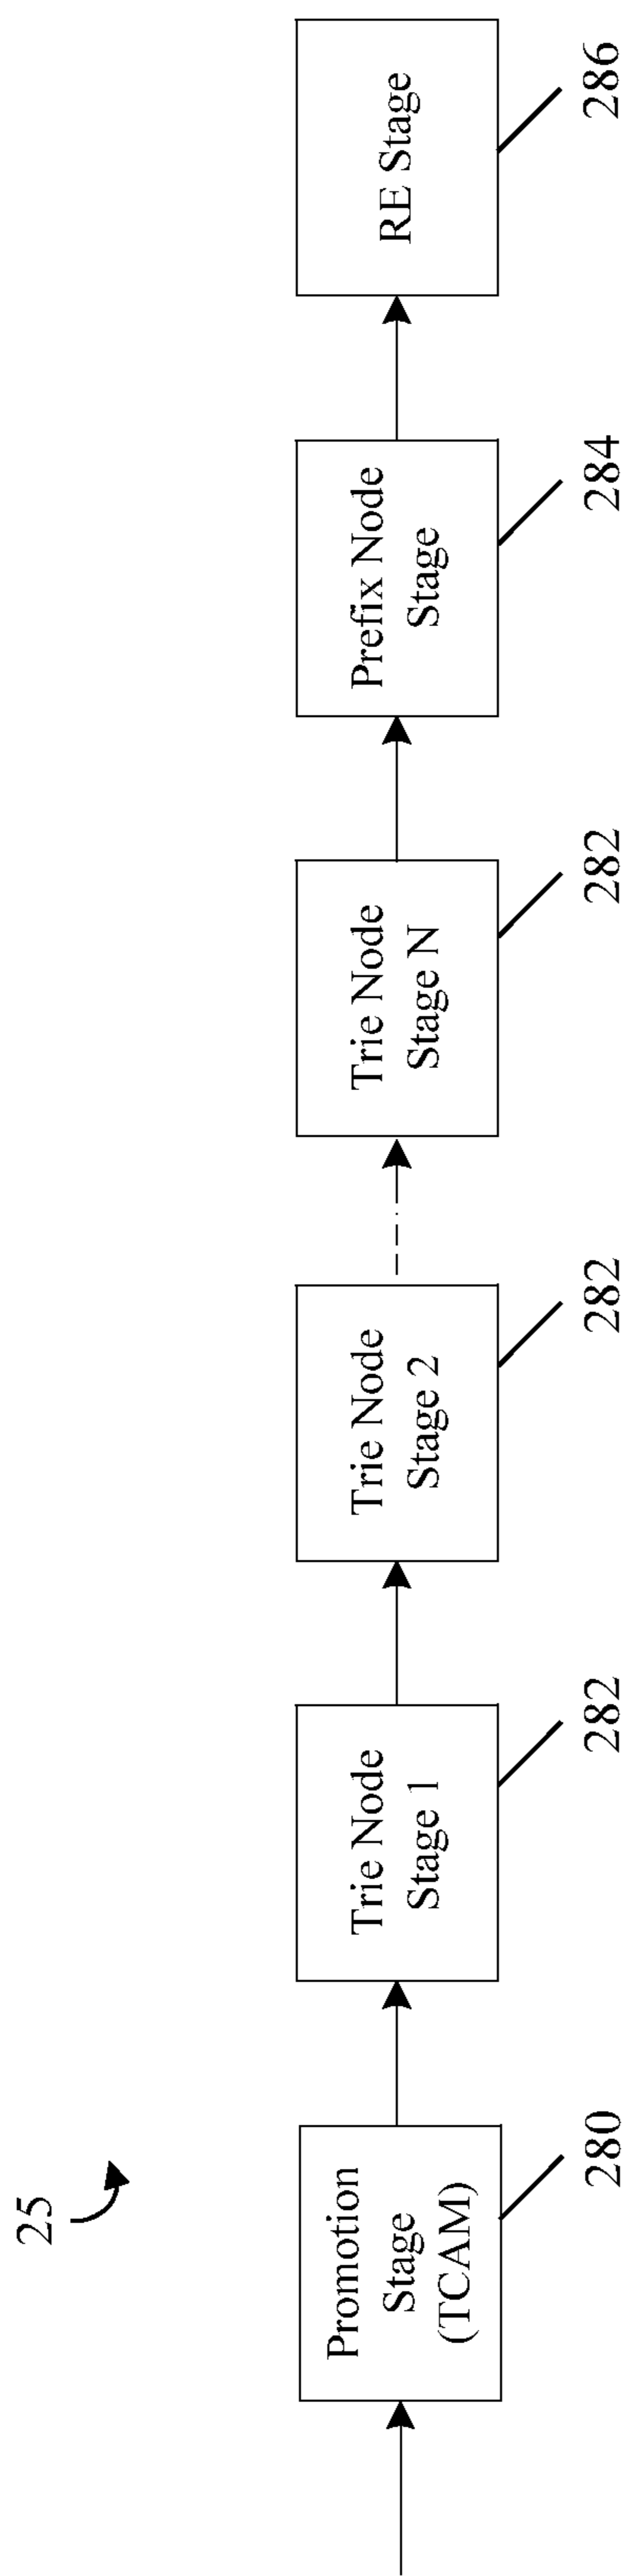 25
Promotion
Stage
(TCAM)
280
Trie Node
Stage 1
282
Trie Node
Stage 2
282
Trie Node
Stage N
282
Prefix Node
Stage
284
RE Stage
286